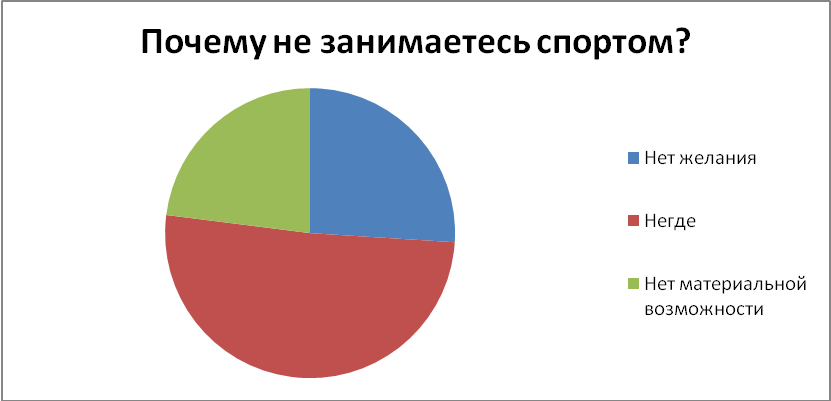 Почему не занимаетесь спортом?
Нет желания
Негде
Нет материальной
возможности